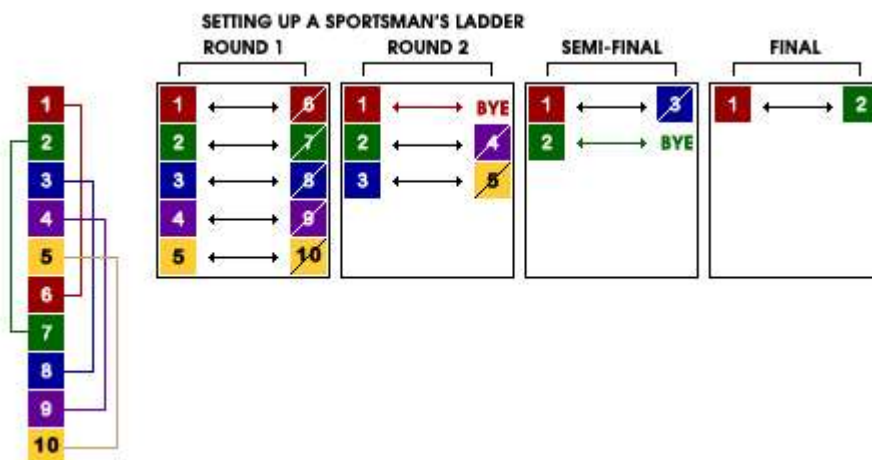 SETTING UP A SPORTSMAN'S LADDER
ROUND 1 ROUND 2 SEMI-FINAL FINAL
1 1 6 1 BYE 1 3 1 2
2 2 7 2 4 2 BYE
3 3 8 3 5
4 4 9
5 5 10
6
7
8
9
10